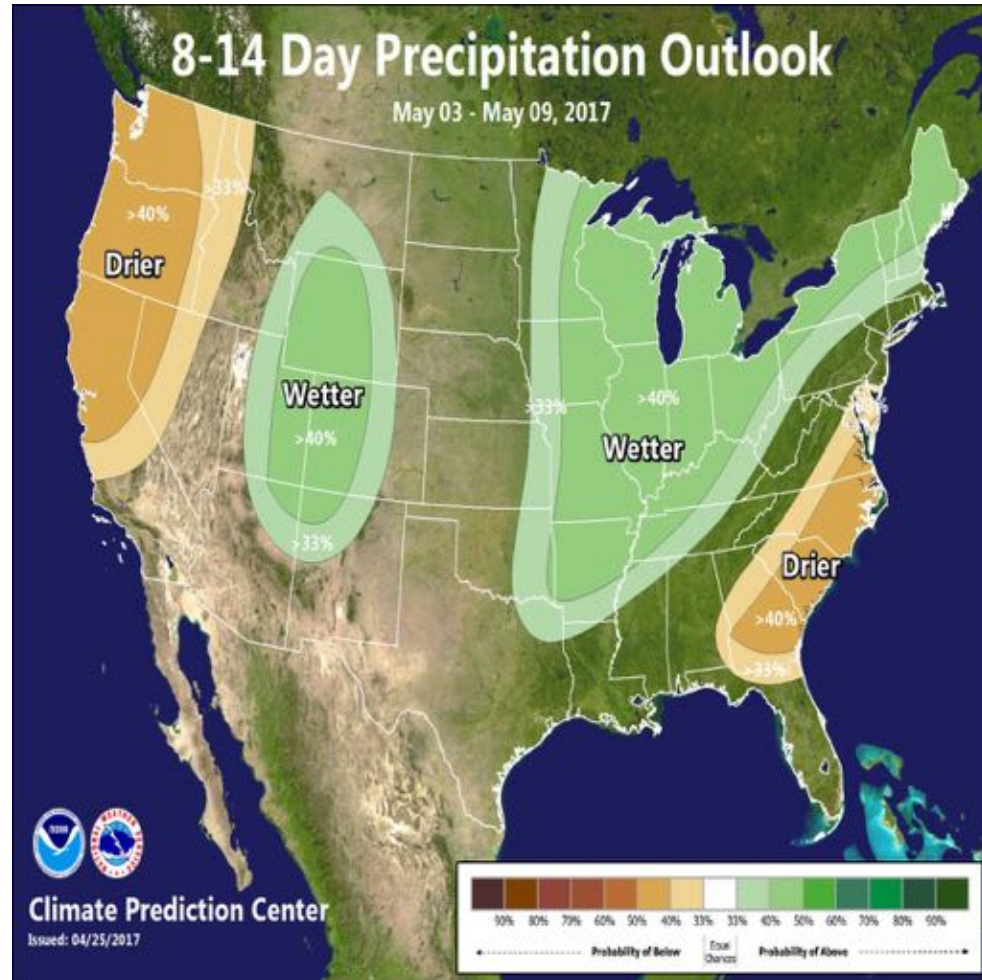 8-14 Day Precipitation Outlook
May 03 - May 09, 2017
>33%
>40%
Drier
Wetter
>40%
>33%
>33%
>40%
Wetter
Drier
>40%
>33%
NOAA
Climate Prediction Center
Issued: 04/25/2017
90% 80% 70% 60% 50% 40% 33% 33% 40% 50% 60% 70% 80% 90%
Probability of Below
Equal
Chances
Probability of Above